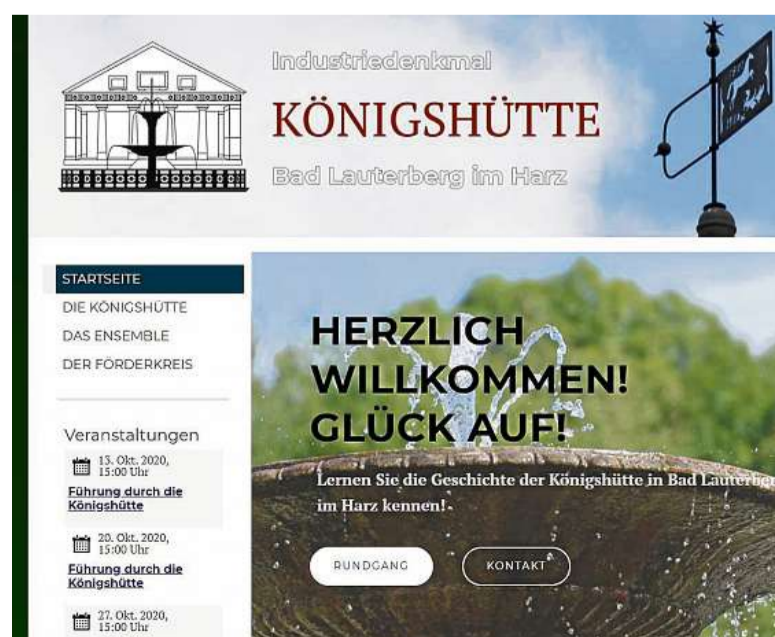 Industriedenkmal
KÖNIGSHÜTTE
Bad Lauterberg im Harz
STARTSEITE
DIE KÖNIGSHÜTTE
DAS ENSEMBLE
DER FÖRDERKREIS
Veranstaltungen
13. Okt. 2020,
15:00 Uhr
Führung durch die
Königshütte
20. Okt. 2020,
15:00 Uhr
Führung durch die
Königshütte
27. Okt. 2020,
15:00 Uhr
HERZLICH
WILLKOMMEN!
GLÜCK AUF!
Lernen Sie die Geschichte der Königshütte in Bad Lauterber
im Harz kennen!
RUNDGANG
KONTAKT